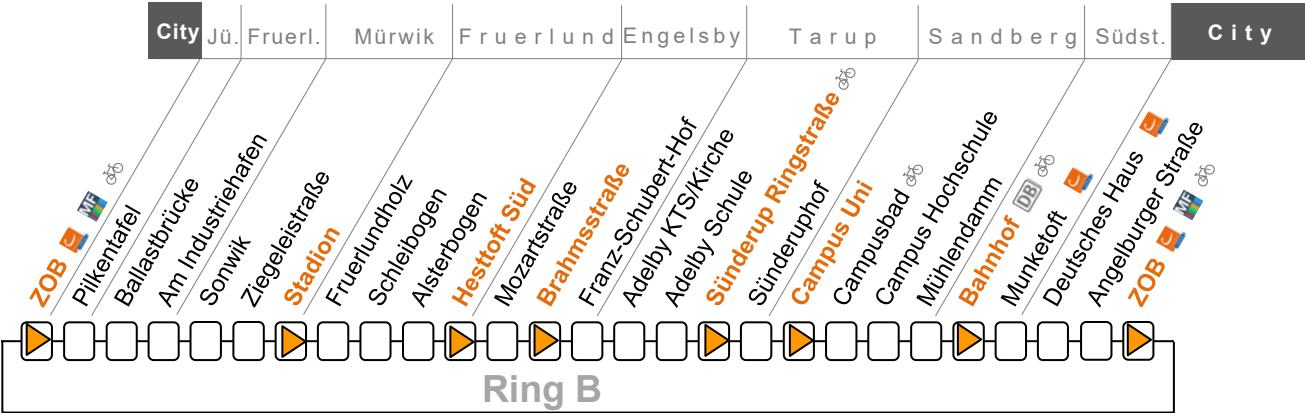 City
Jü.
Fruerl.
Mürwik
Fruerlund
Engelsby
Tarup
Sandberg
Südst.
City
ZOB MF
Pilkentafel
Ballastbrücke
Am Industriehafen
Sonwik
Ziegeleistraße
Stadion
Fruerlundholz
Schleibogen
Alsterbogen
Hesttoft Süd
Mozartstraße
Brahmsstraße
Franz-Schubert-Hof
Adelby KTS/Kirche
Adelby Schule
Sünderup Ringstraße
Sünderuphof
Campus Uni
Campusbad
Campus Hochschule
Mühlendamm
Bahnhof DB
Munketoft
Deutsches Haus
Angelburger Straße
ZOB MF
Ring B